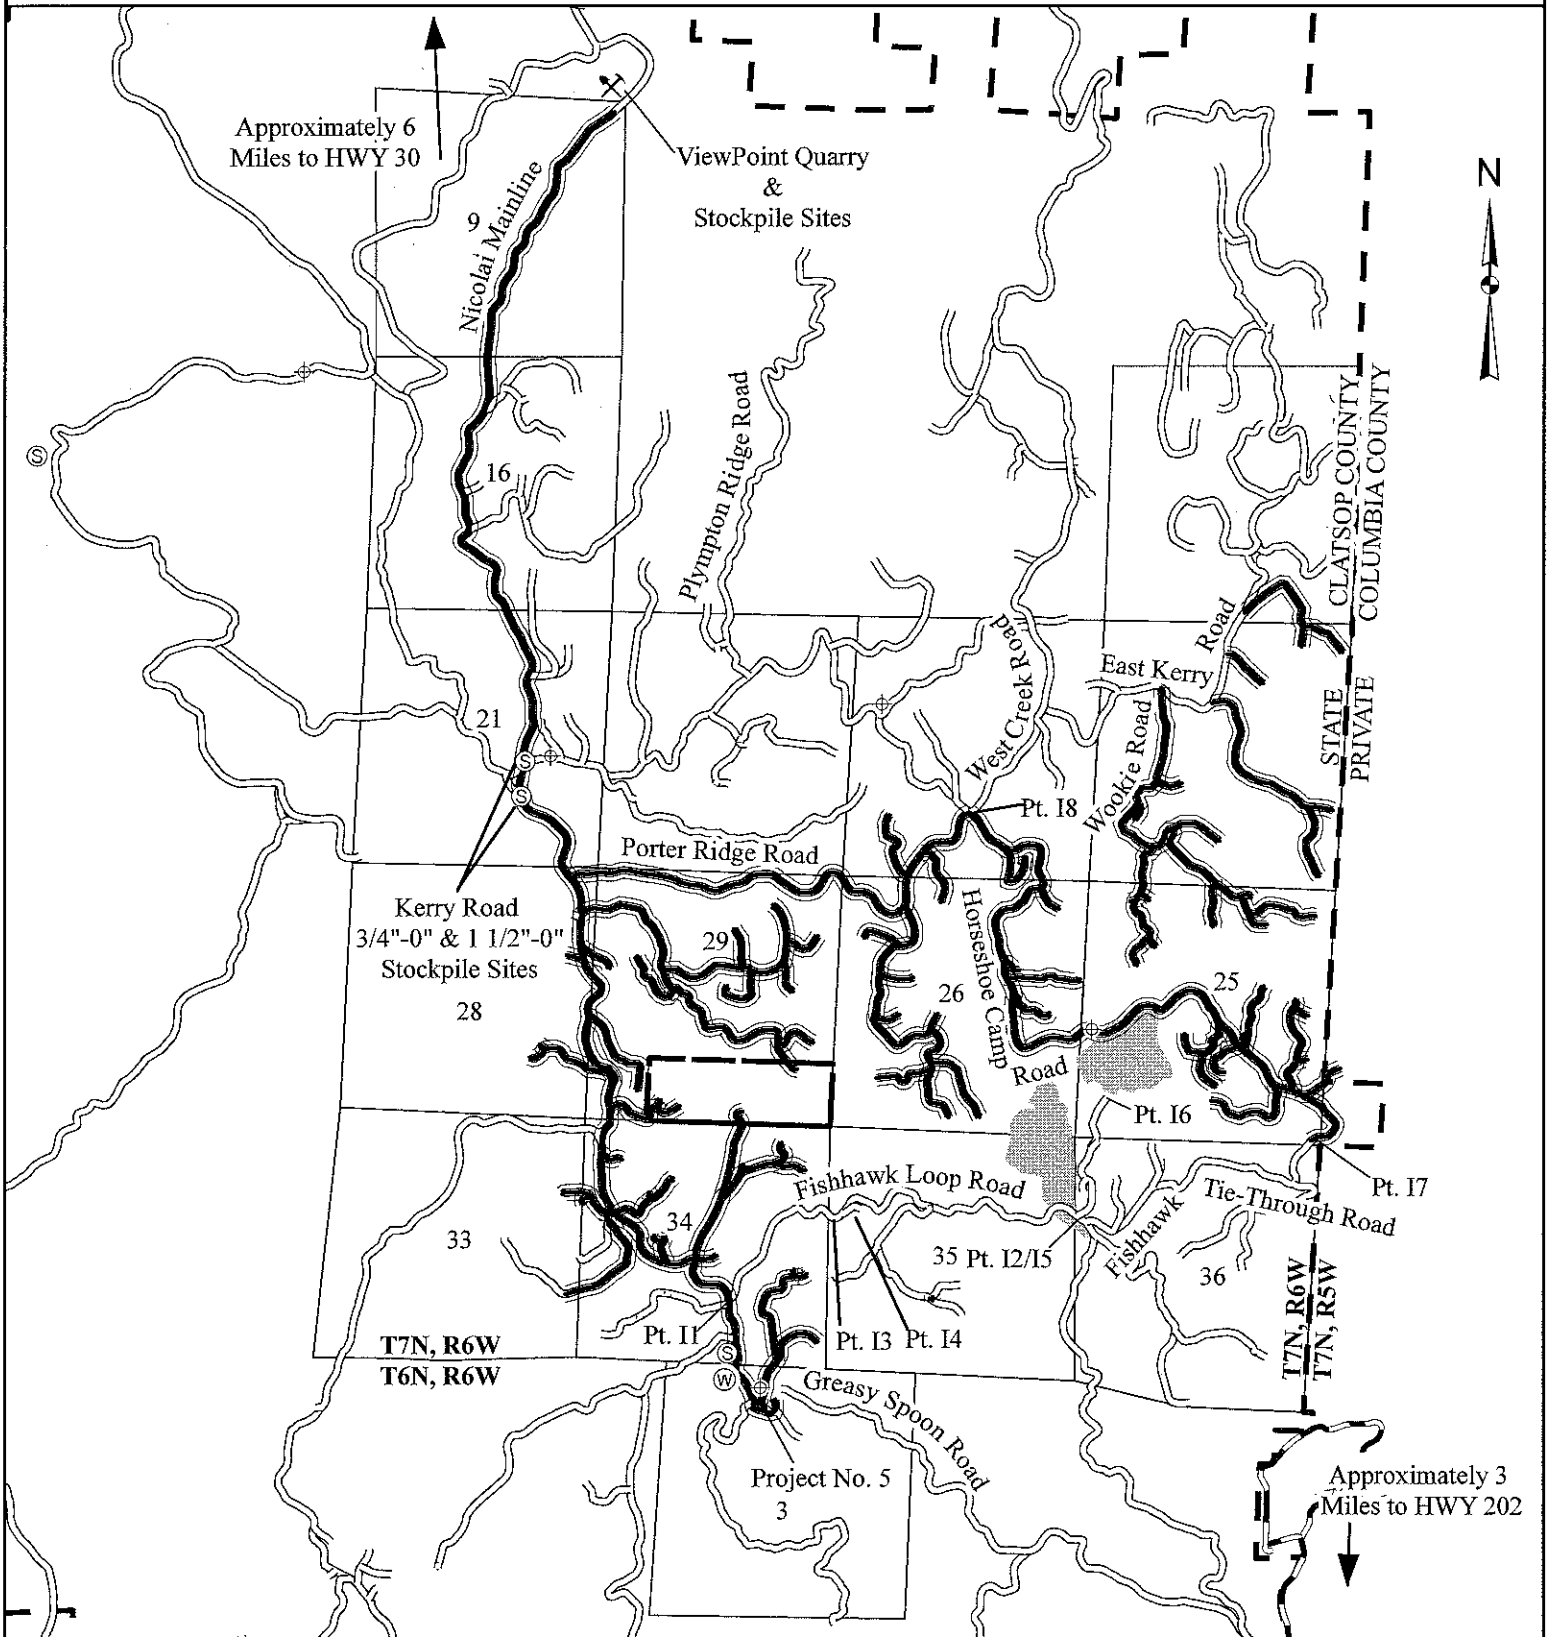 Approximately 6
Miles to HWY 30
ViewPoint Quarry
&
Stockpile Sites
N
9
Nicolai Mainline
16
Plympton Ridge Road
CLATSOP COUNTY
COLUMBIA COUNTY
S
West Creek Road
East Kerry
Road
STATE
PRIVATE
21
S
S
Wookie Road
Pt. I8
Porter Ridge Road
Kerry Road
3/4"-0" & 1 1/2"-0"
Stockpile Sites
28
29
26
Horseshoe Camp
Road
25
Pt. I6
Pt. I7
Fishhawk Loop Road
Fishhawk
Tie-Through Road
33
34
35
Pt. I2/I5
36
T7N, R6W
T7N, R5W
Pt. I1
Pt. I3
Pt. I4
T7N, R6W
T6N, R6W
S
W
Greasy Spoon Road
Project No. 5
3
Approximately 3
Miles to HWY 202